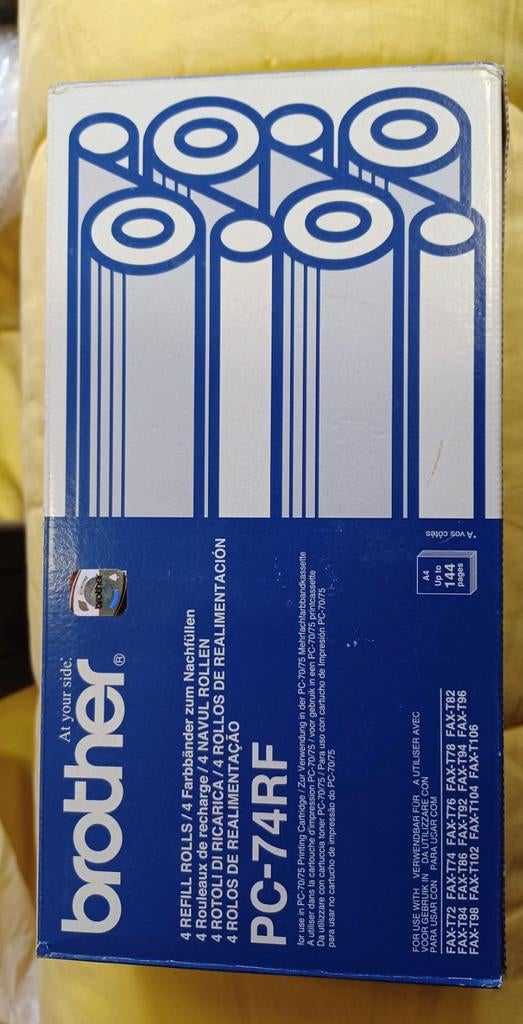 At your side.
brother®
brother
4
4 REFILL ROLLS / 4 Farbbänder zum Nachfüllen
4 Rouleaux de recharge / 4 NAVUL ROLLEN
4 ROTOLI DI RICARICA / 4 ROLLOS DE REALIMENTACIÓN
4 ROLOS DE REALIMENTAÇÃO
PC-74RF
for use in PC-70/75 Printing Cartridge / Zur Verwendung in der PC-70/75 Mehrfachfarbbandkassette
A utiliser dans la cartouche d'impression PC-70/75 / voor gebruik in een PC-70/75 printcassette
Da utilizzare con cartuccia toner PC-70/75 / Para uso con cartucho de Impresión PC-70/75
para usar no cartucho de impressão do PC-70/75
FOR USE WITH VERWENDBAR FÜR A UTILISER AVEC
VOOR GEBRUIK IN DA UTILIZZARE CON
PARA USAR CON PARA USAR COM
FAX-T72 FAX-T74 FAX-T76 FAX-T78 FAX-T82
FAX-T84 FAX-T86 FAX-T92 FAX-T94 FAX-T96
FAX-T98 FAX-T102 FAX-T104 FAX-T106
A4
Up to
144
pages
* A vos côtés